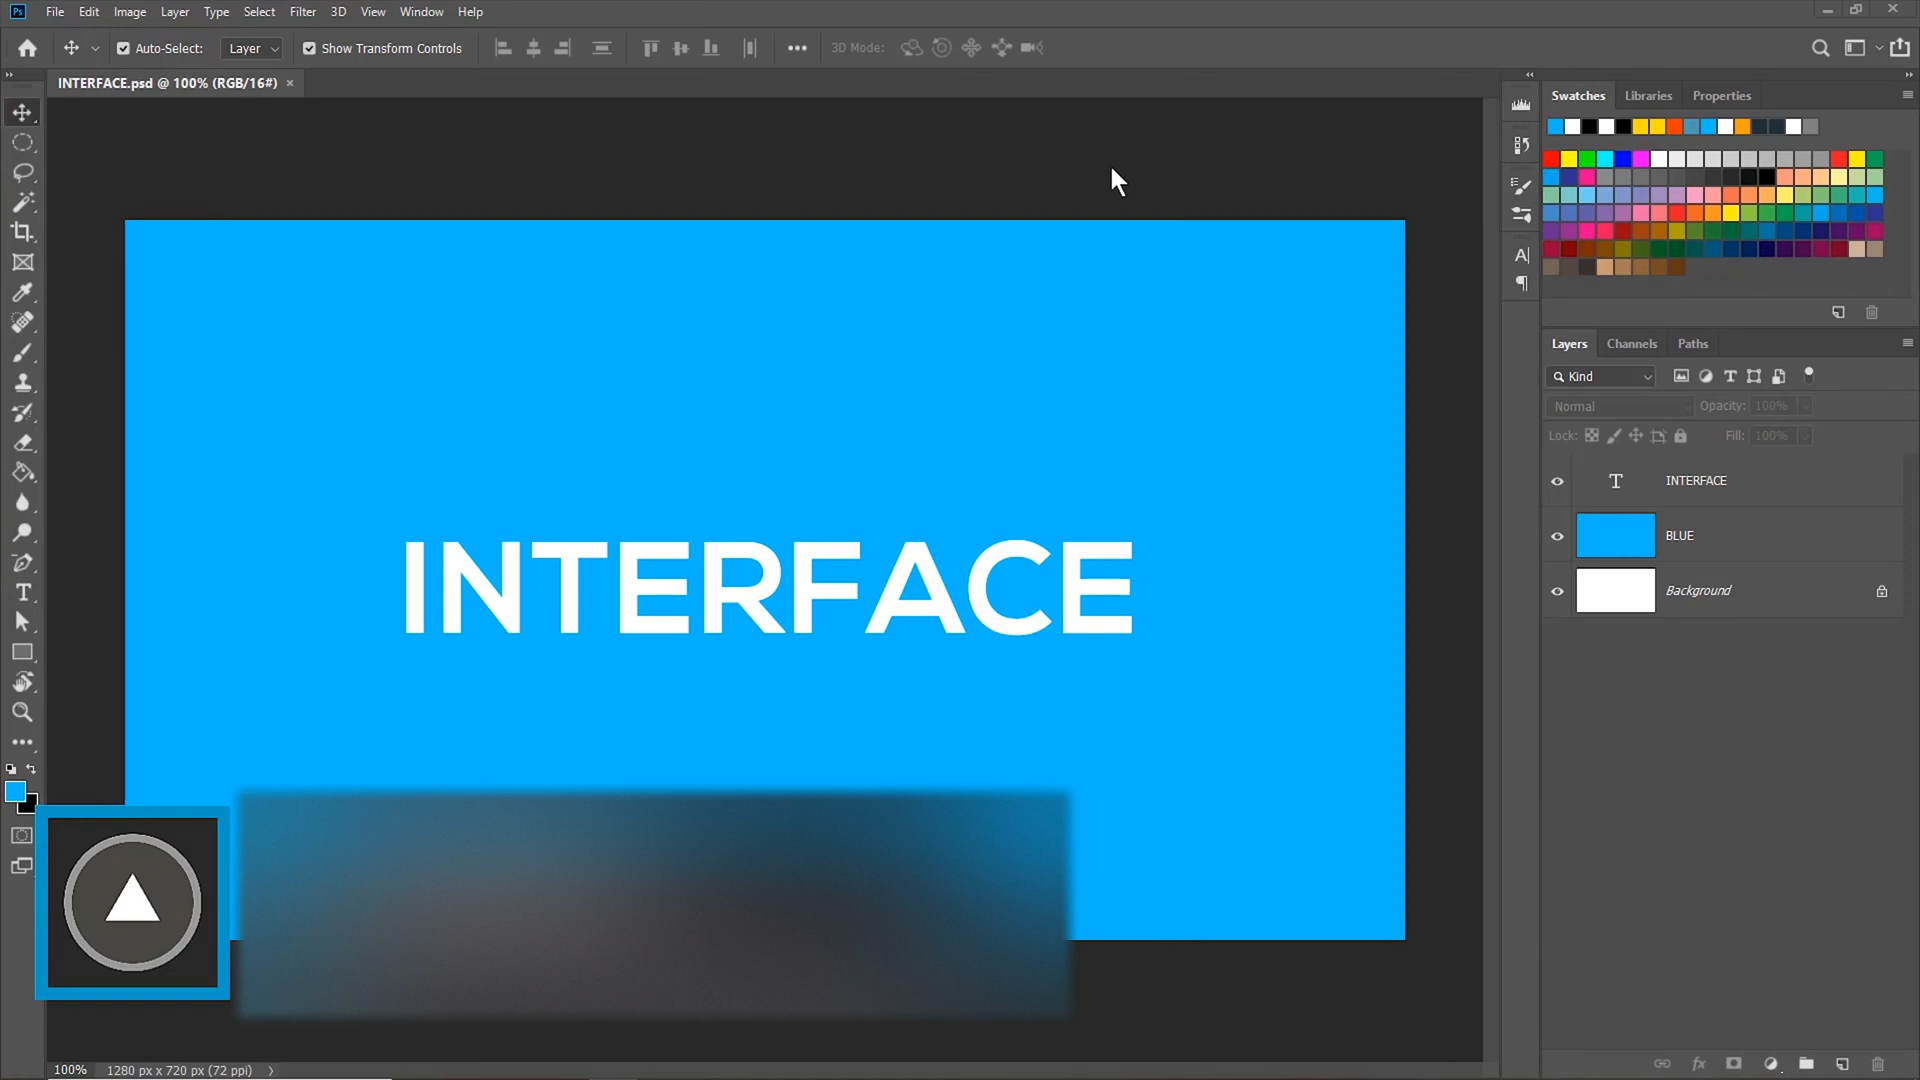 Ps File Edit Image Layer Type Select Filter 3D View Window Help
Auto-Select: Layer Show Transform Controls 3D Mode:
INTERFACE.psd @ 100% (RGB/16#) ×
Swatches Libraries Properties
Layers Channels Paths
Kind
Normal Opacity: 100%
Lock: Fill: 100%
INTERFACE
BLUE
Background
INTERFACE
100% 1280 px x 720 px (72 ppi)